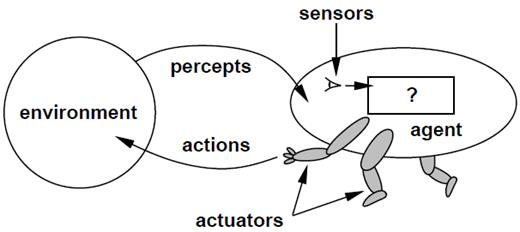 sensors
percepts
environment
?
agent
actions
actuators